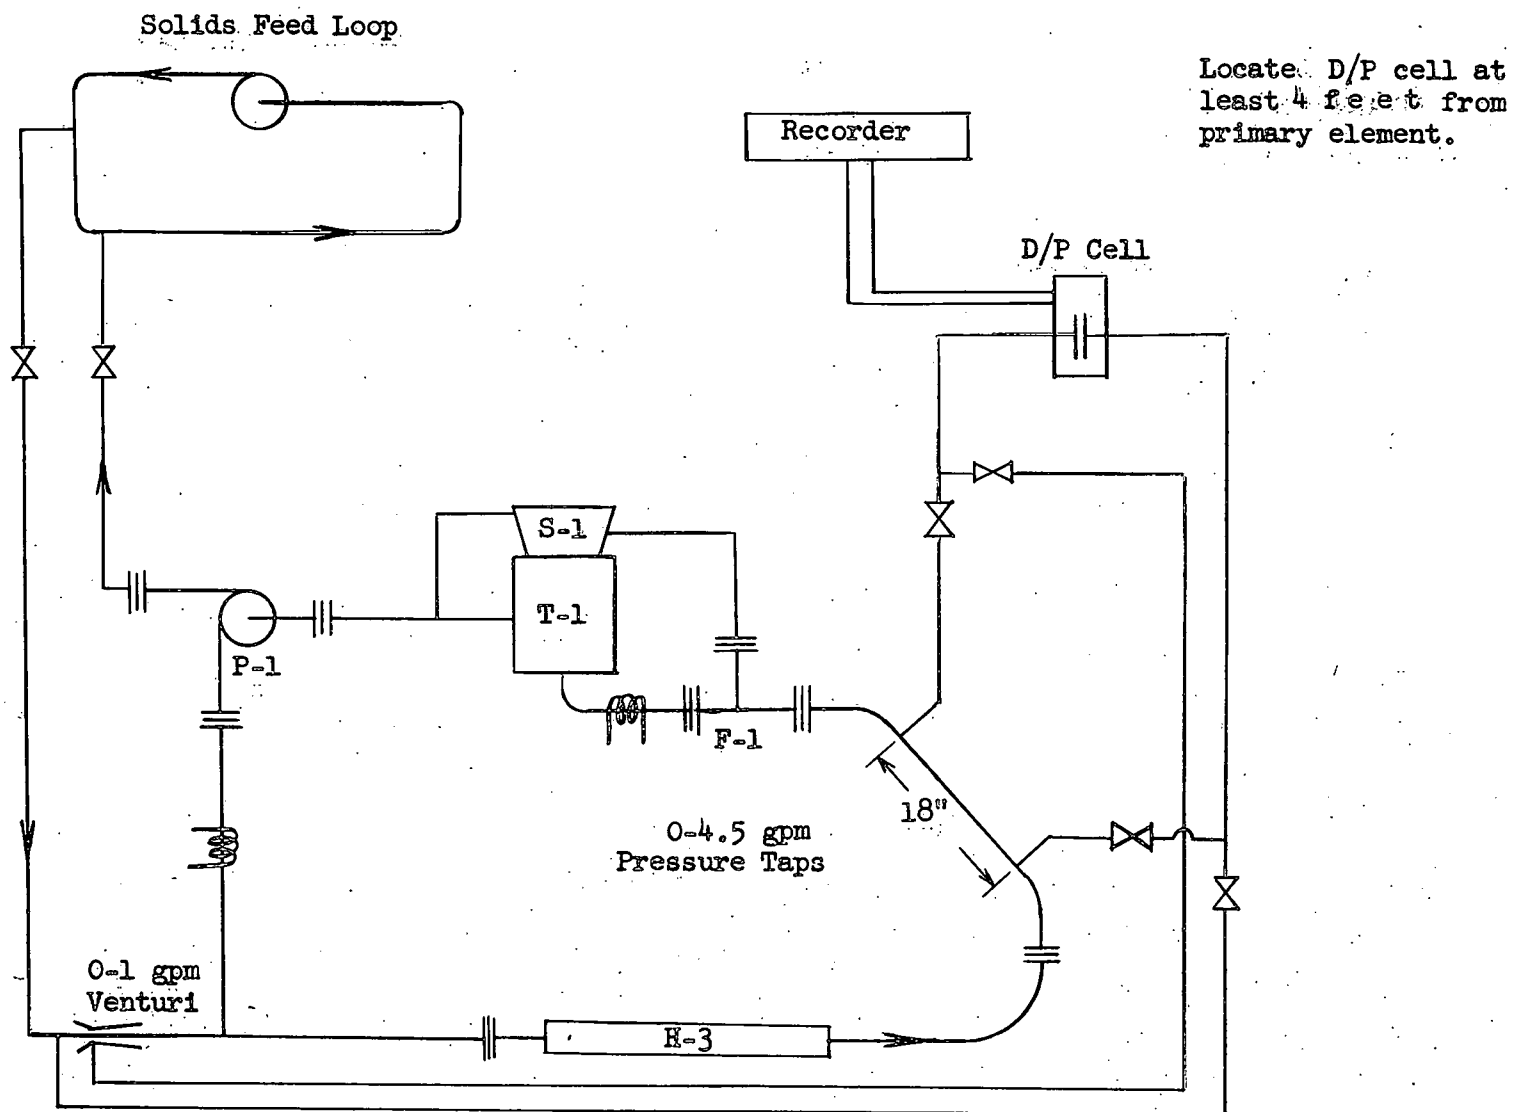 Solids Feed Loop
Locate D/P cell at
least 4 feet from
primary element.
Recorder
D/P Cell
S-1
T-1
P-1
F-1
18"
0-4.5 gpm
Pressure Taps
0-1 gpm
Venturi
H-3